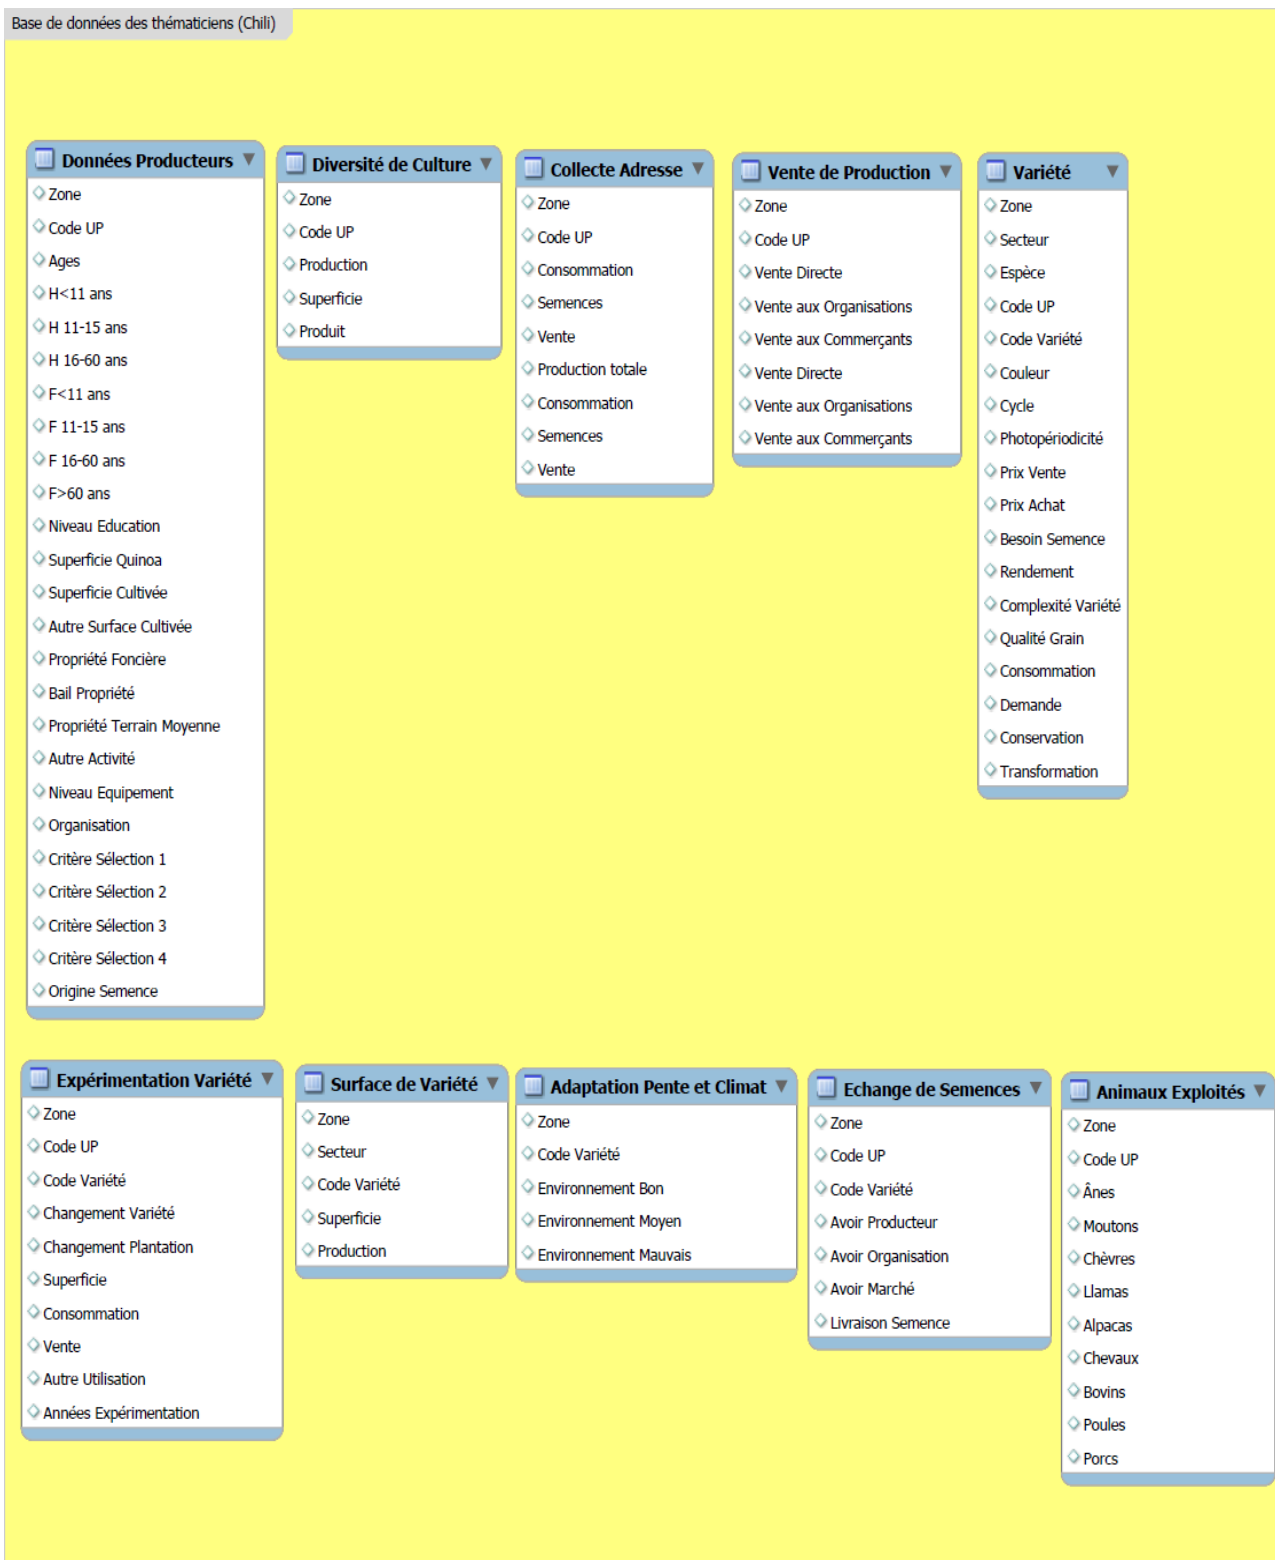 Base de données des thématiciens (Chili)
Données Producteurs
Zone
Code UP
Ages
H<11 ans
H 11-15 ans
H 16-60 ans
F<11 ans
F 11-15 ans
F 16-60 ans
F>60 ans
Niveau Education
Superficie Quinoa
Superficie Cultivée
Autre Surface Cultivée
Propriété Foncière
Bail Propriété
Propriété Terrain Moyenne
Autre Activité
Niveau Equipement
Organisation
Critère Sélection 1
Critère Sélection 2
Critère Sélection 3
Critère Sélection 4
Origine Semence
Diversité de Culture
Zone
Code UP
Production
Superficie
Produit
Collecte Adresse
Zone
Code UP
Consommation
Semences
Vente
Production totale
Consommation
Semences
Vente
Vente de Production
Zone
Code UP
Vente Directe
Vente aux Organisations
Vente aux Commerçants
Vente Directe
Vente aux Organisations
Vente aux Commerçants
Variété
Zone
Secteur
Espèce
Code UP
Code Variété
Couleur
Cycle
Photopériodicité
Prix Vente
Prix Achat
Besoin Semence
Rendement
Complexité Variété
Qualité Grain
Consommation
Demande
Conservation
Transformation
Expérimentation Variété
Zone
Code UP
Code Variété
Changement Variété
Changement Plantation
Superficie
Consommation
Vente
Autre Utilisation
Années Expérimentation
Surface de Variété
Zone
Secteur
Code Variété
Superficie
Production
Adaptation Pente et Climat
Zone
Code Variété
Environnement Bon
Environnement Moyen
Environnement Mauvais
Echange de Semences
Zone
Code UP
Code Variété
Avoir Producteur
Avoir Organisation
Avoir Marché
Livraison Semence
Animaux Exploités
Zone
Code UP
Ânes
Moutons
Chèvres
Llamas
Alpacas
Chevaux
Bovins
Poules
Porcs